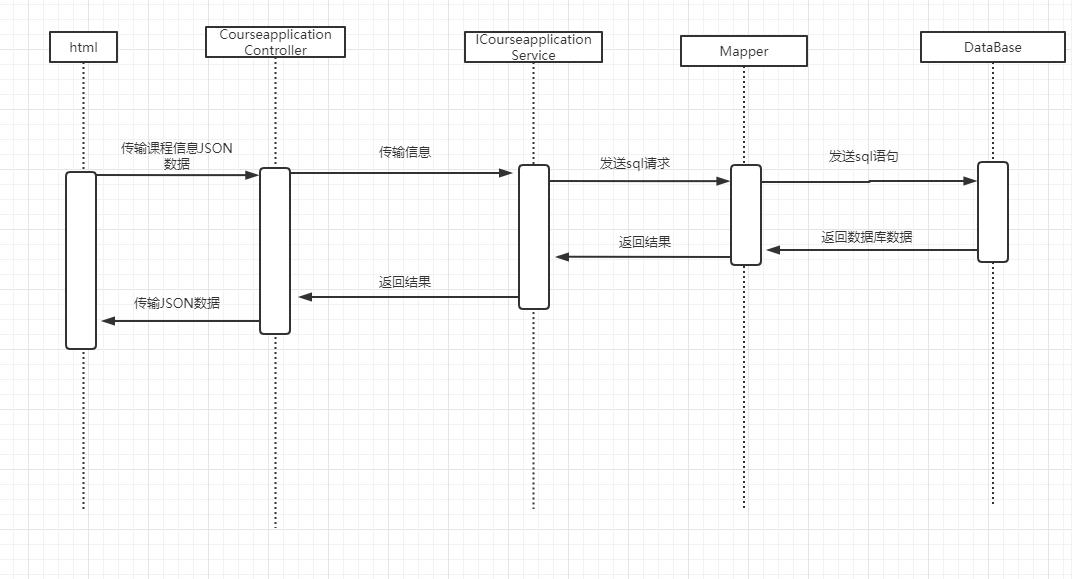 html
Courseapplication
Controller
ICourseapplication
Service
Mapper
DataBase
传输课程信息JSON
数据
传输信息
发送sql请求
发送sql语句
返回数据库数据
返回结果
返回结果
传输JSON数据